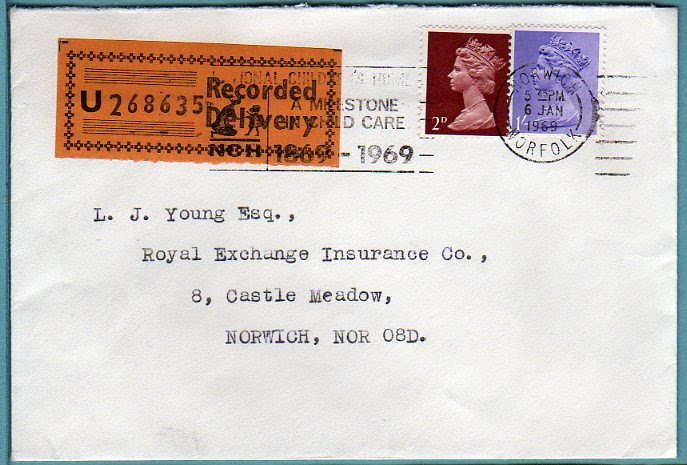 U 268635
Recorded
Delivery
A MILESTONE
IN CHILD CARE
NCH 1869 - 1969
2D
1/-
NORWICH
5 PM
6 JAN
1969
NORFOLK
L. J. Young Esq.,
Royal Exchange Insurance Co.,
8, Castle Meadow,
NORWICH, NOR 08D.